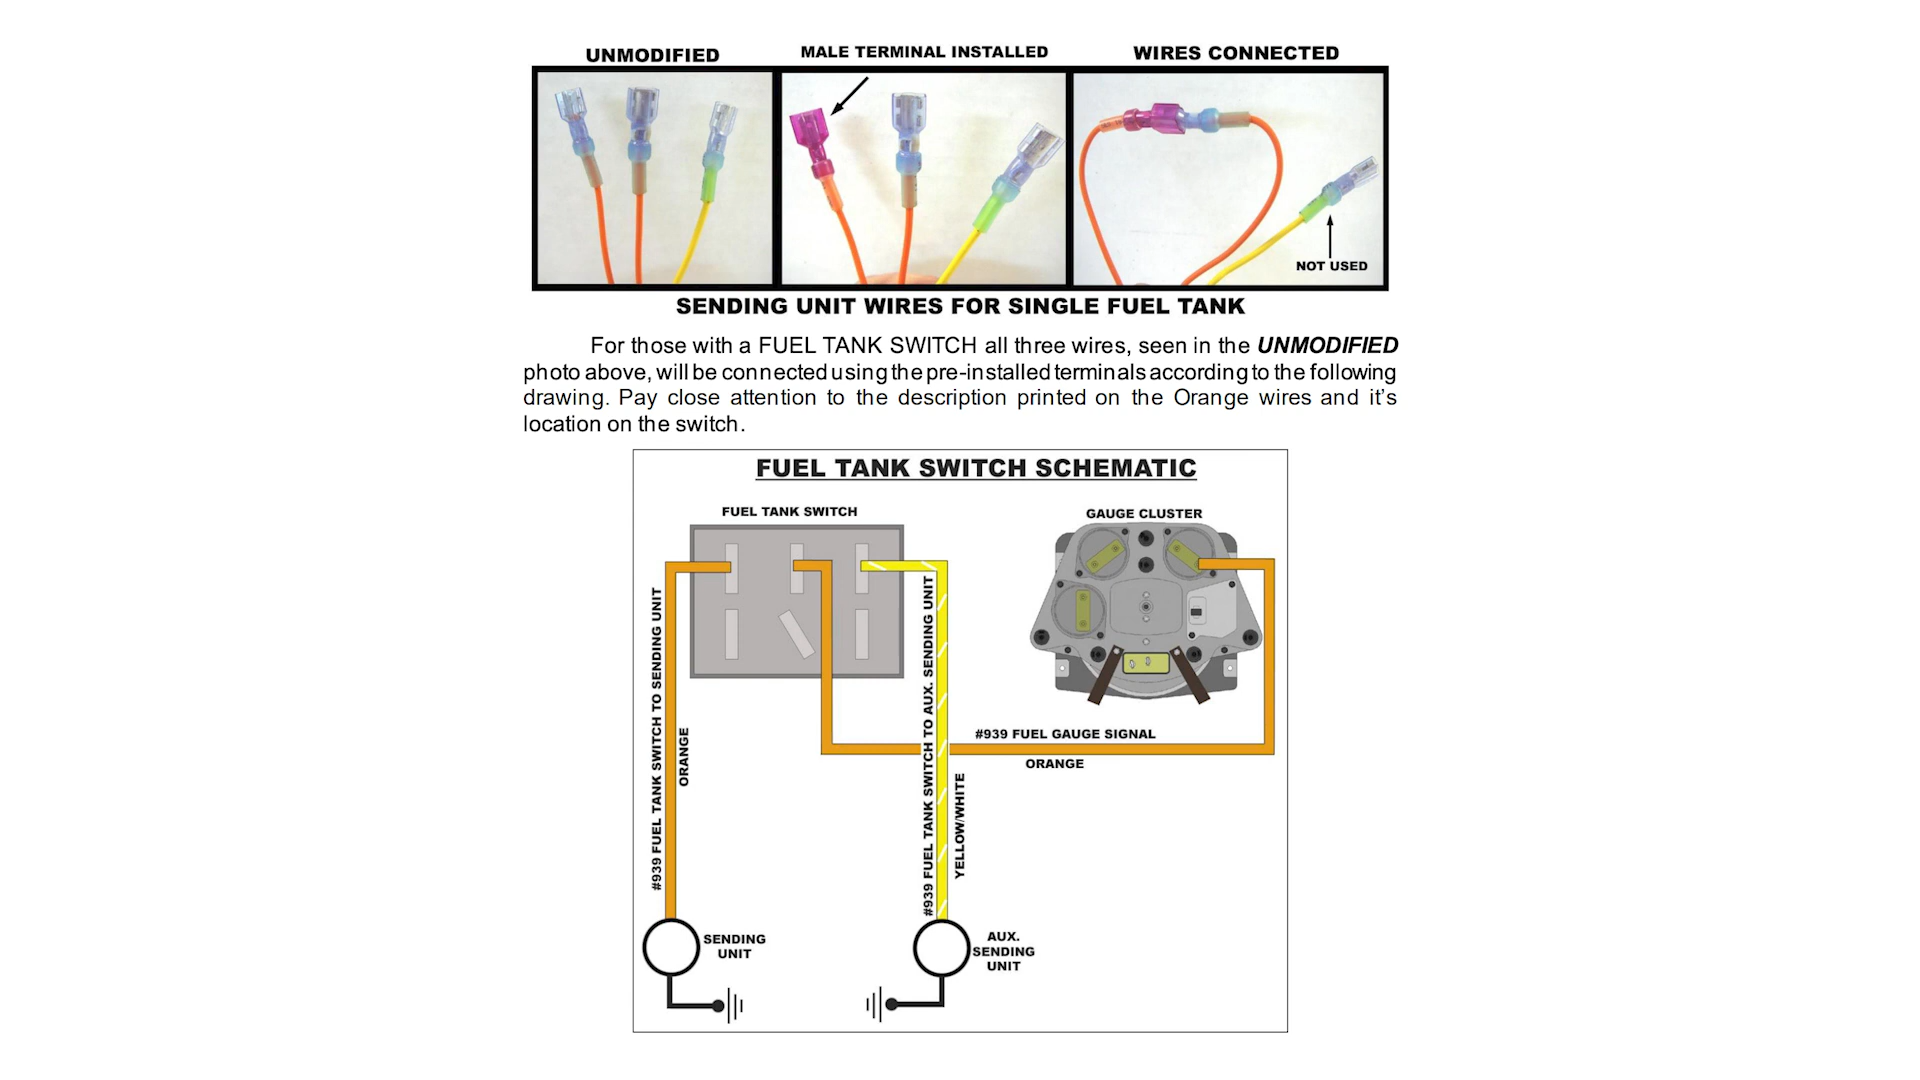 UNMODIFIED
MALE TERMINAL INSTALLED
WIRES CONNECTED
NOT USED
SENDING UNIT WIRES FOR SINGLE FUEL TANK
For those with a FUEL TANK SWITCH all three wires, seen in the UNMODIFIED
photo above, will be connected using the pre-installed terminals according to the following
drawing. Pay close attention to the description printed on the Orange wires and it's
location on the switch.
FUEL TANK SWITCH SCHEMATIC
FUEL TANK SWITCH
GAUGE CLUSTER
#939 FUEL TANK SWITCH TO SENDING UNIT
ORANGE
#939 FUEL TANK SWITCH TO AUX. SENDING UNIT
YELLOW/WHITE
#939 FUEL GAUGE SIGNAL
ORANGE
SENDING
UNIT
AUX.
SENDING
UNIT